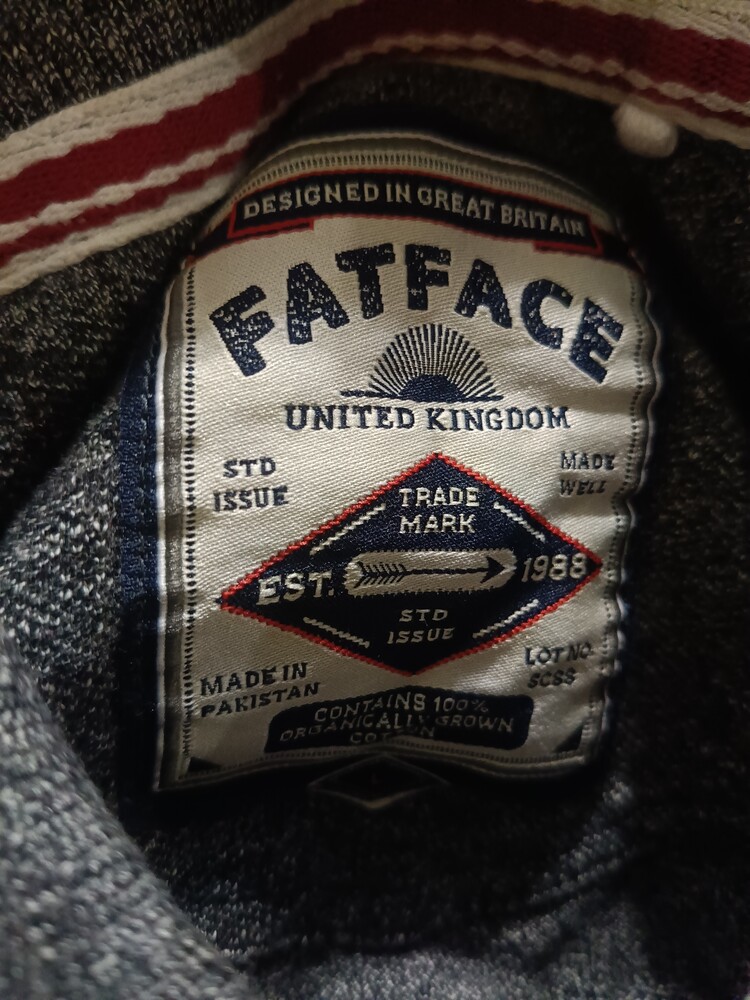 DESIGNED IN GREAT BRITAIN
FATFACE
UNITED KINGDOM
STD
ISSUE
MADE
WELL
TRADE
MARK
EST. 1988
STD
ISSUE
MADE IN
PAKISTAN
LOT NO.
CONTAINS 100%
ORGANICALLY GROWN
COTTON